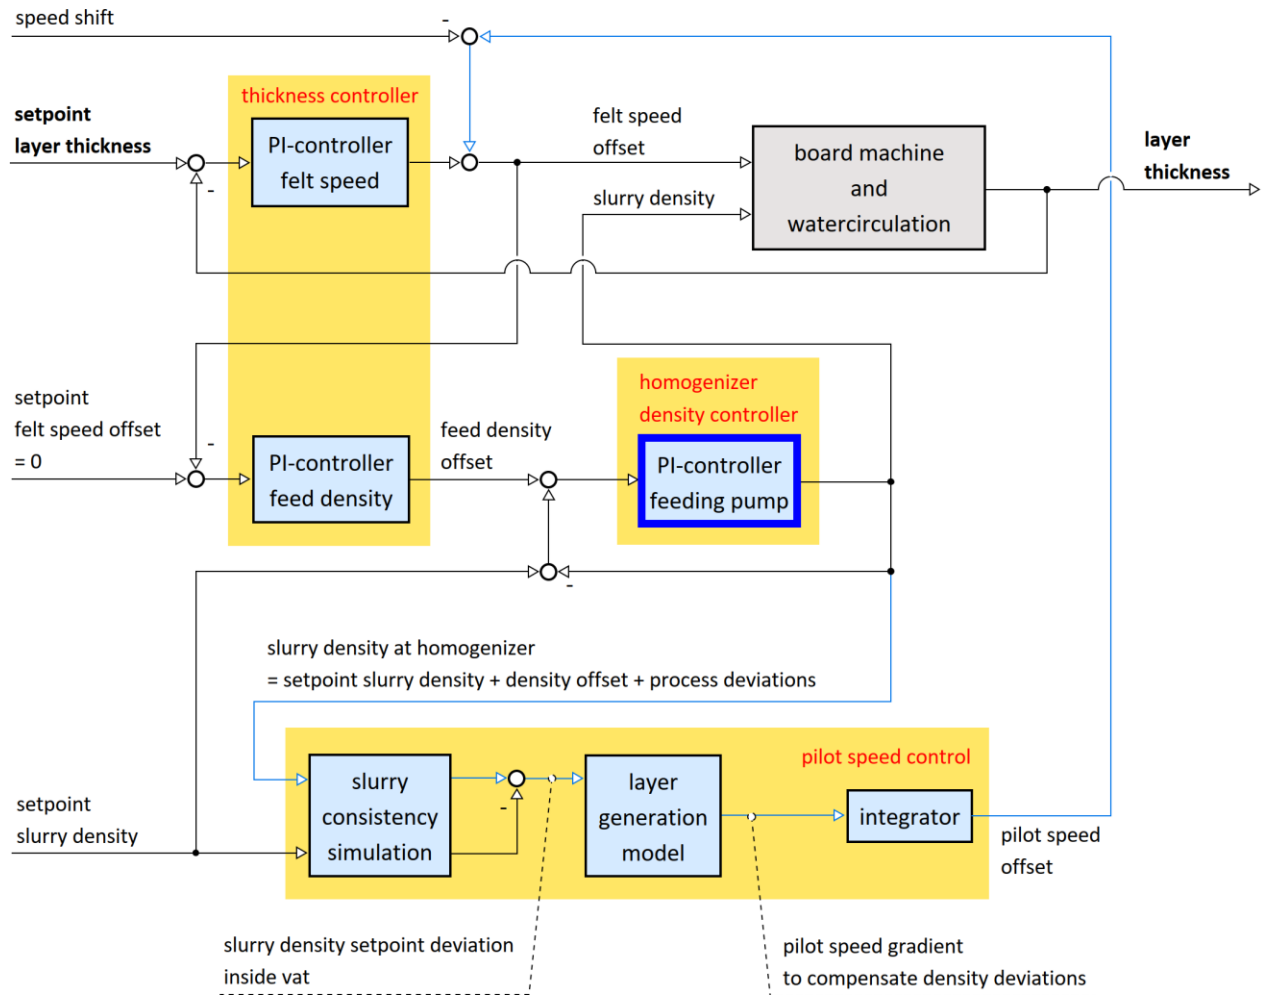 speed shift
-
thickness controller
setpoint
layer thickness
-
PI-controller
felt speed
felt speed
offset
slurry density
board machine
and
watercirculation
layer
thickness
setpoint
felt speed offset
= 0
-
PI-controller
feed density
feed density
offset
homogenizer
density controller
PI-controller
feeding pump
-
slurry density at homogenizer
= setpoint slurry density + density offset + process deviations
pilot speed control
setpoint
slurry density
slurry
consistency
simulation
-
layer
generation
model
integrator
pilot speed
offset
slurry density setpoint deviation
inside vat
pilot speed gradient
to compensate density deviations